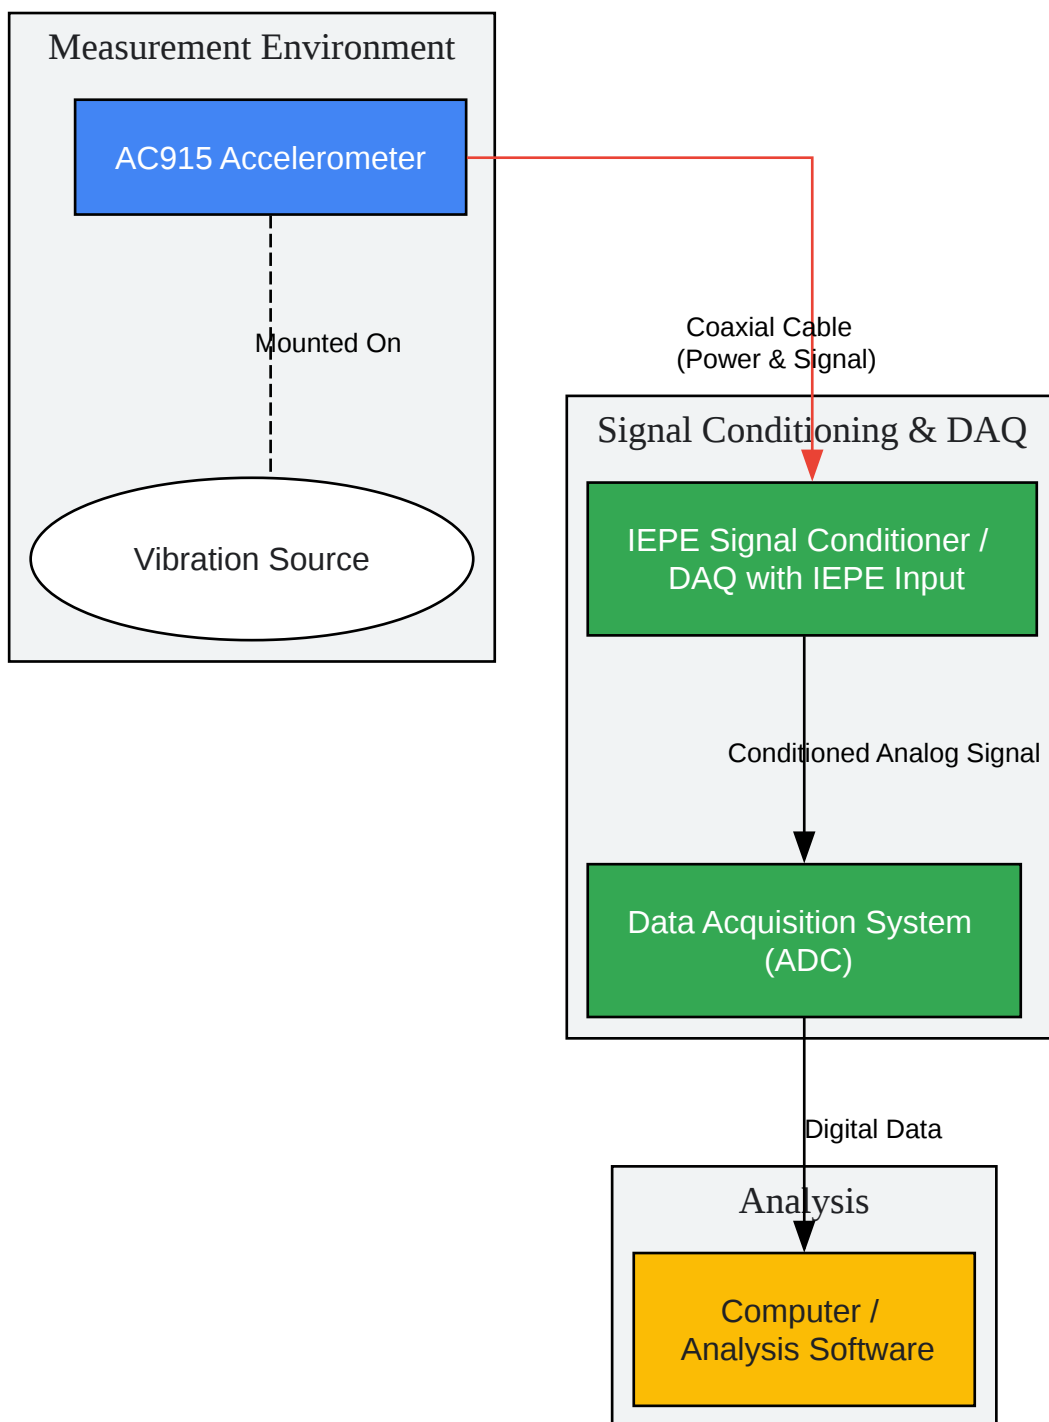 Measurement Environment
AC915 Accelerometer
Mounted On
Vibration Source
Coaxial Cable
(Power & Signal)
Signal Conditioning & DAQ
IEPE Signal Conditioner /
DAQ with IEPE Input
Conditioned Analog Signal
Data Acquisition System
(ADC)
Digital Data
Analysis
Computer /
Analysis Software